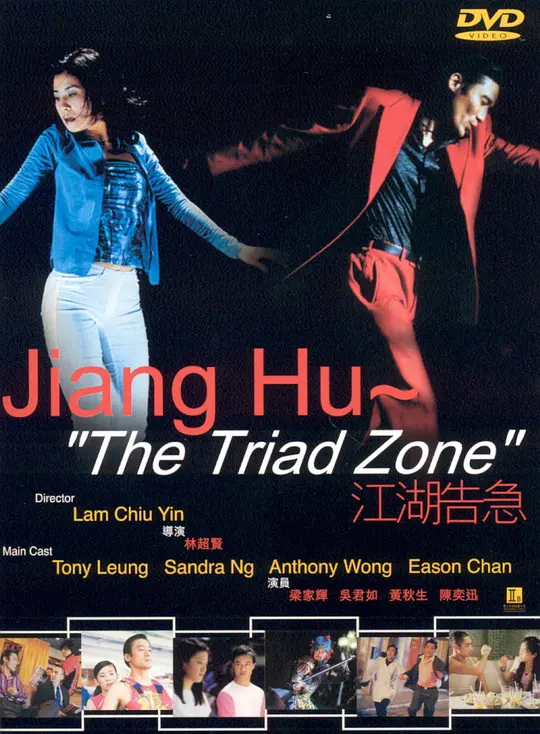 DVD
VIDEO
Jiang Hu~
"The Triad Zone"
江湖告急
Director
Lam Chiu Yin
導演
林超賢
Main Cast
Tony Leung Sandra Ng Anthony Wong Eason Chan
演員
梁家輝 吳君如 黃秋生 陳奕迅